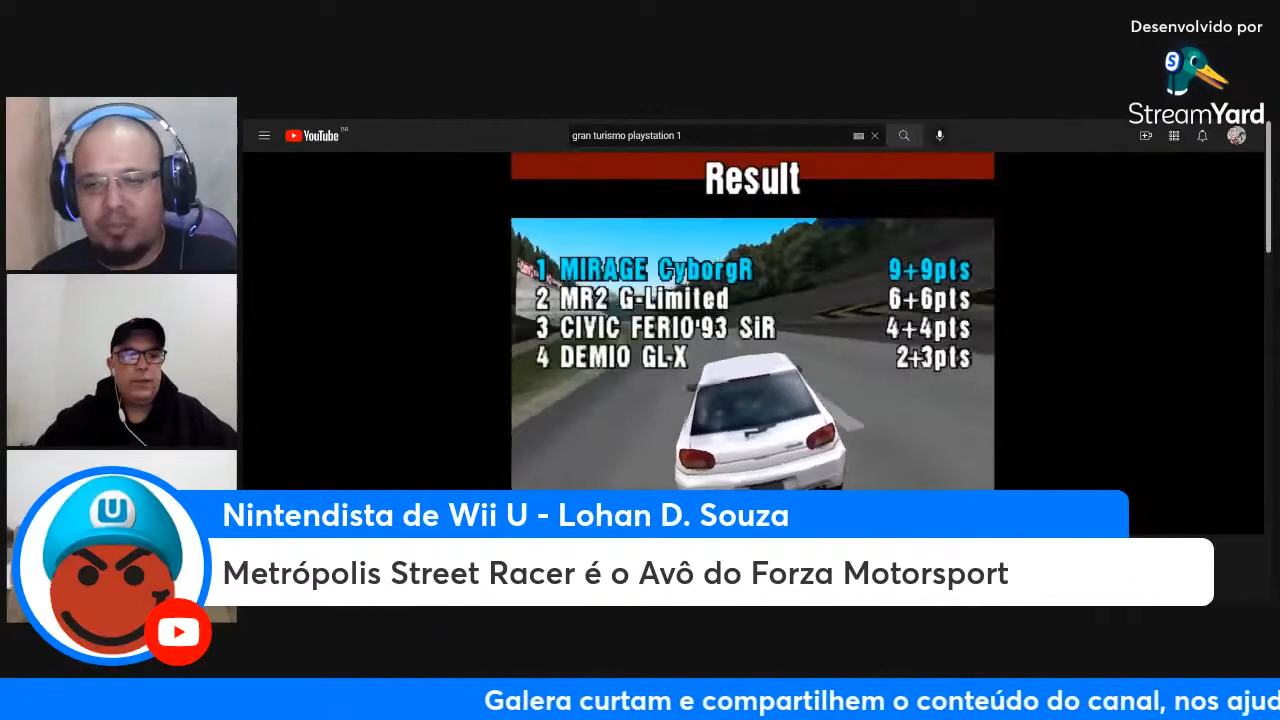 Desenvolvido por
StreamYard
YouTube BR
gran turismo playstation 1
Result
1 MIRAGE CyborgR 9+9pts
2 MR2 G-Limited 6+6pts
3 CIVIC FERIO'93 SiR 4+4pts
4 DEMIO GL-X 2+3pts
Nintendista de Wii U - Lohan D. Souza
Metrópolis Street Racer é o Avô do Forza Motorsport
Galera curtam e compartilhem o conteúdo do canal, nos ajud